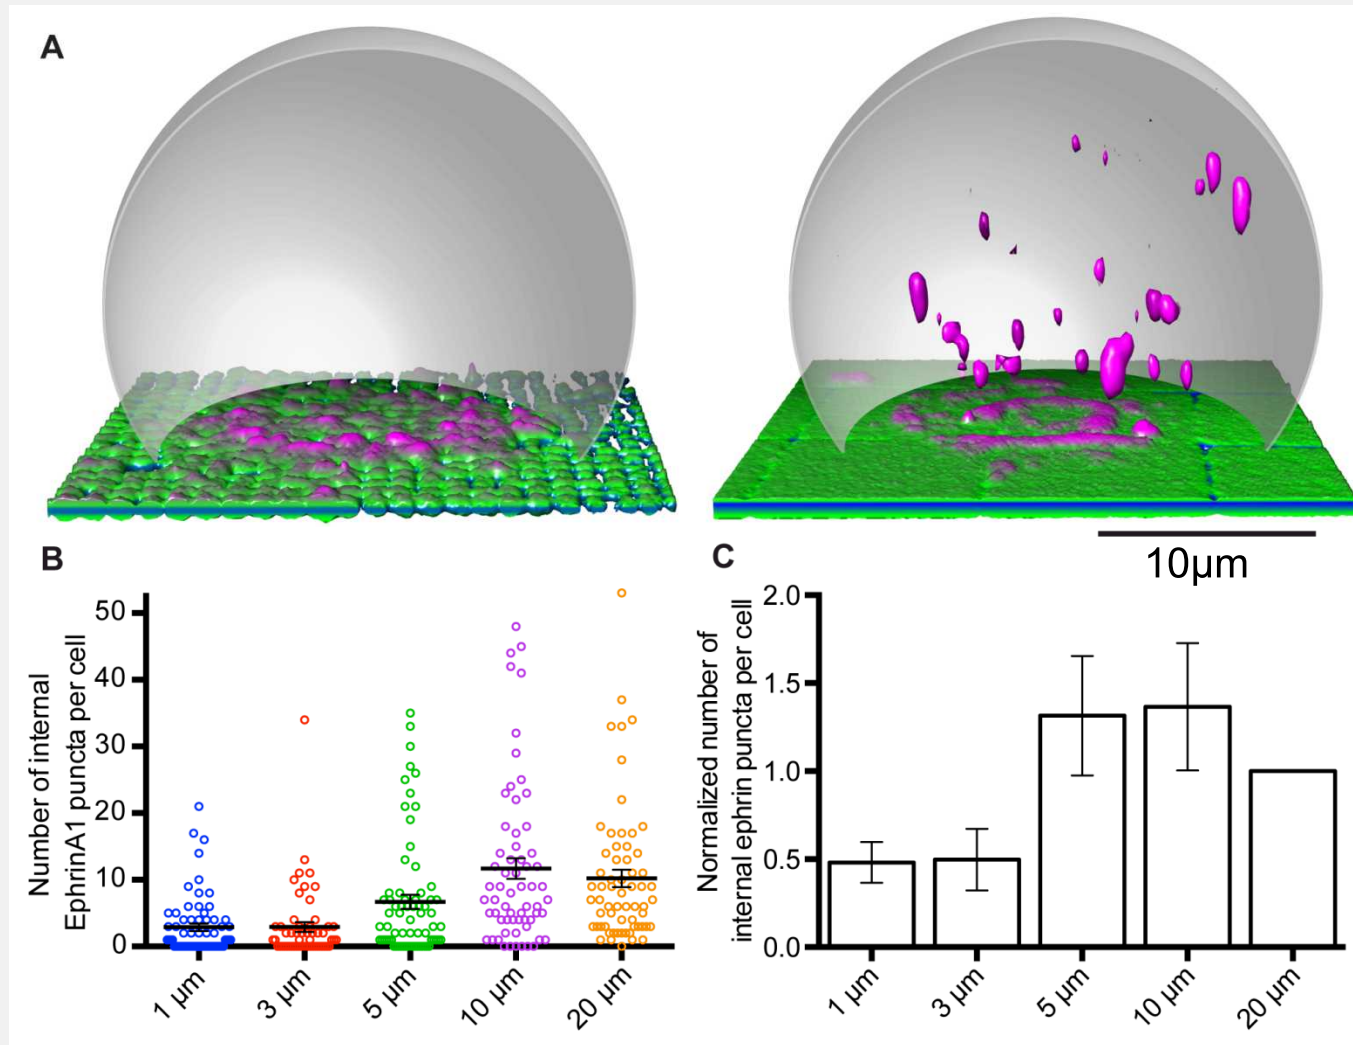 A
10µm
B
Number of internal
EphrinA1 puncta per cell
50
40
30
20
10
0
1 µm
3 µm
5 µm
10 µm
20 µm
C
Normalized number of
internal ephrin puncta per cell
2.0
1.5
1.0
0.5
0.0
1 µm
3 µm
5 µm
10 µm
20 µm